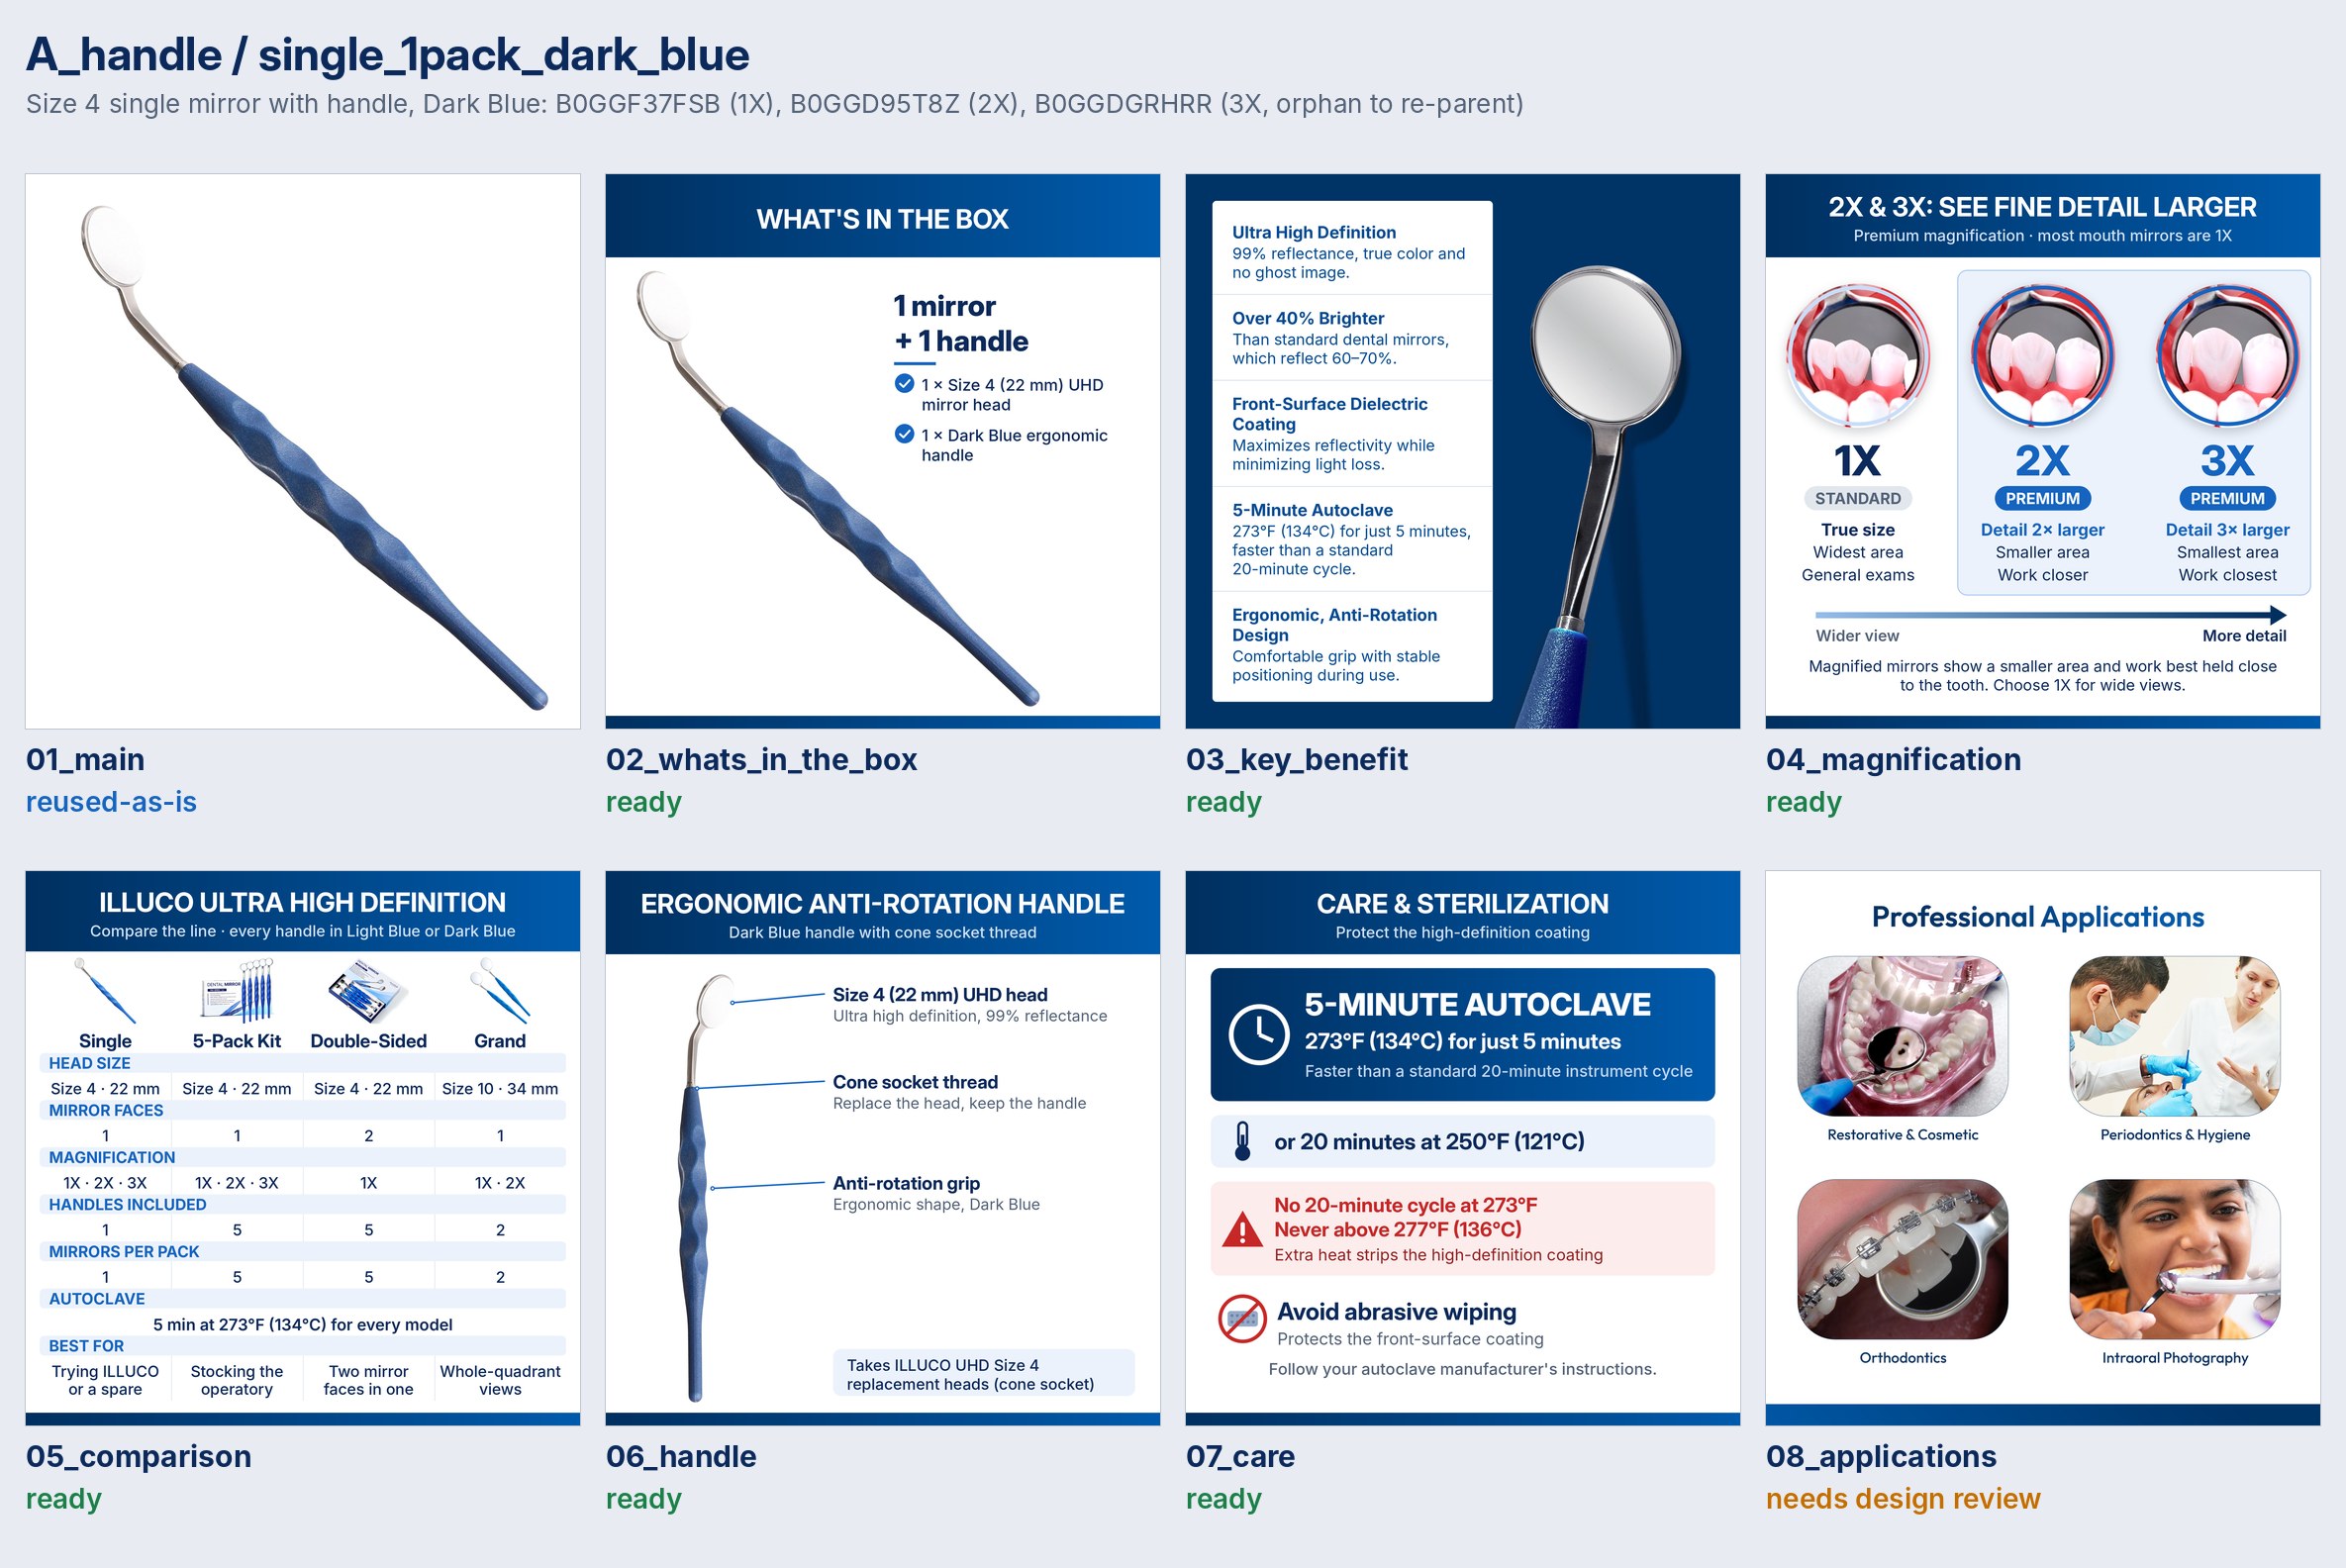 A_handle / single_1pack_dark_blue
Size 4 single mirror with handle, Dark Blue: B0GGF37FSB (1X), B0GGD95T8Z (2X), B0GGDGRHRR (3X, orphan to re-parent)
01_main
reused-as-is
WHAT'S IN THE BOX
1 mirror
+ 1 handle
1 × Size 4 (22 mm) UHD
mirror head
1 × Dark Blue ergonomic
handle
02_whats_in_the_box
ready
Ultra High Definition
99% reflectance, true color and
no ghost image.
Over 40% Brighter
Than standard dental mirrors,
which reflect 60–70%.
Front-Surface Dielectric
Coating
Maximizes reflectivity while
minimizing light loss.
5-Minute Autoclave
273°F (134°C) for just 5 minutes,
faster than a standard
20-minute cycle.
Ergonomic, Anti-Rotation
Design
Comfortable grip with stable
positioning during use.
03_key_benefit
ready
2X & 3X: SEE FINE DETAIL LARGER
Premium magnification · most mouth mirrors are 1X
1X 2X 3X
STANDARD PREMIUM PREMIUM
True size Detail 2× larger Detail 3× larger
Widest area Smaller area Smallest area
General exams Work closer Work closest
Wider view More detail
Magnified mirrors show a smaller area and work best held close
to the tooth. Choose 1X for wide views.
04_magnification
ready
ILLUCO ULTRA HIGH DEFINITION
Compare the line · every handle in Light Blue or Dark Blue
DENTAL MIRROR
Single 5-Pack Kit Double-Sided Grand
HEAD SIZE
Size 4 · 22 mm Size 4 · 22 mm Size 4 · 22 mm Size 10 · 34 mm
MIRROR FACES
1 1 2 1
MAGNIFICATION
1X · 2X · 3X 1X · 2X · 3X 1X 1X · 2X
HANDLES INCLUDED
1 5 5 2
MIRRORS PER PACK
1 5 5 2
AUTOCLAVE
5 min at 273°F (134°C) for every model
BEST FOR
Trying ILLUCO Stocking the Two mirror Whole-quadrant
or a spare operatory faces in one views
05_comparison
ready
ERGONOMIC ANTI-ROTATION HANDLE
Dark Blue handle with cone socket thread
Size 4 (22 mm) UHD head
Ultra high definition, 99% reflectance
Cone socket thread
Replace the head, keep the handle
Anti-rotation grip
Ergonomic shape, Dark Blue
Takes ILLUCO UHD Size 4
replacement heads (cone socket)
06_handle
ready
CARE & STERILIZATION
Protect the high-definition coating
5-MINUTE AUTOCLAVE
273°F (134°C) for just 5 minutes
Faster than a standard 20-minute instrument cycle
or 20 minutes at 250°F (121°C)
No 20-minute cycle at 273°F
Never above 277°F (136°C)
Extra heat strips the high-definition coating
Avoid abrasive wiping
Protects the front-surface coating
Follow your autoclave manufacturer's instructions.
07_care
ready
Professional Applications
Restorative & Cosmetic
Periodontics & Hygiene
Orthodontics
Intraoral Photography
08_applications
needs design review